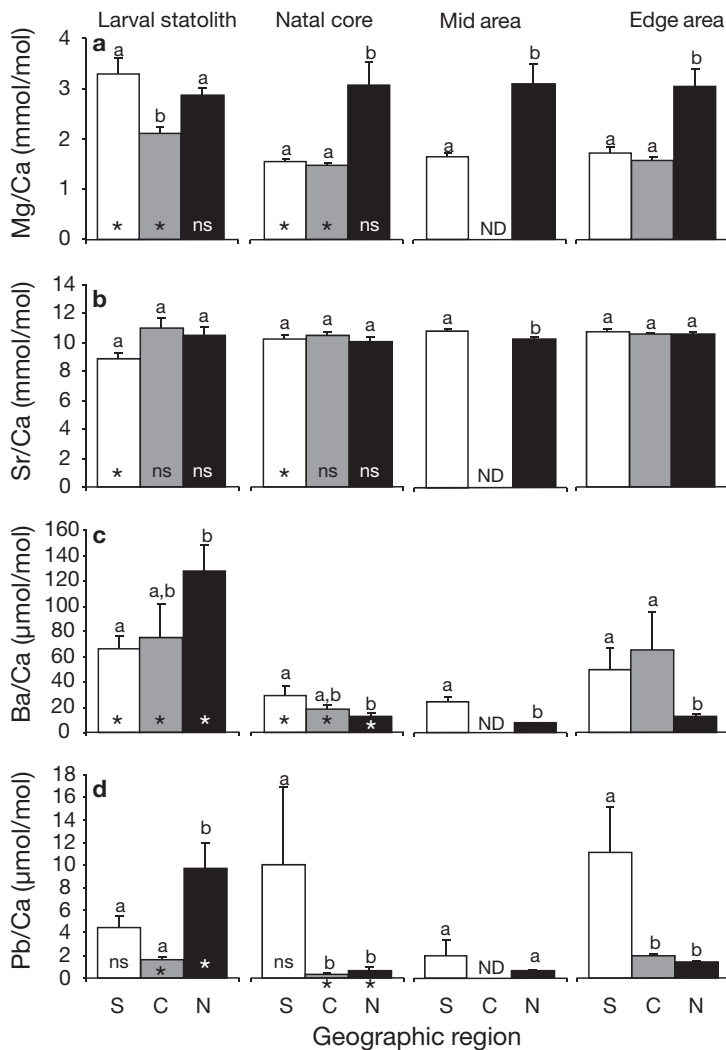 Larval statolith Natal core Mid area Edge area
a
Mg/Ca (mmol/mol)
4
3
2
1
0
a b a
* * ns
a a b
* * ns
a ND b
a a b
b
Sr/Ca (mmol/mol)
14
12
10
8
6
4
2
0
a a a
* ns ns
a a a
* ns ns
a ND b
a a a
c
Ba/Ca (µmol/mol)
160
140
120
100
80
60
40
20
0
a a,b b
* * *
a a,b b
* * *
a ND b
a a b
d
Pb/Ca (µmol/mol)
18
16
14
12
10
8
6
4
2
0
a a b
ns * *
a b b
ns * *
a ND a
a b b
S C N S C N S C N S C N
Geographic region